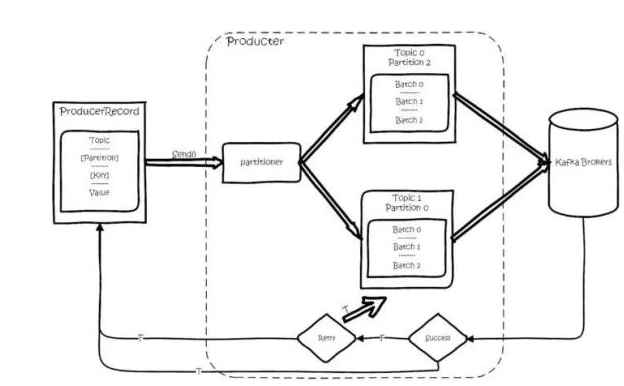 Producter
ProducerRecord
Topic
[Partition]
[Key]
Value
Send()
partitioner
Topic 0
Partition 2
Batch 0
Batch 1
Batch 2
Topic 1
Partition 0
Batch 0
Batch 1
Batch 2
Kafka Brokers
T
Retry
F
Success
F
T